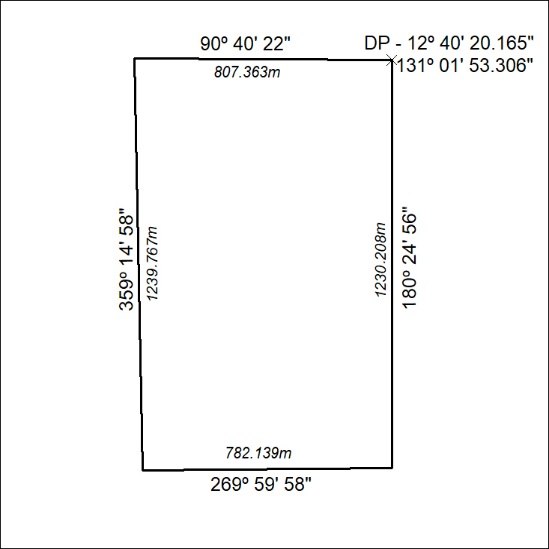 90º 40' 22"
DP - 12º 40' 20.165"
131º 01' 53.306"
807.363m
359º 14' 58"
1239.767m
1230.208m
180º 24' 56"
782.139m
269º 59' 58"